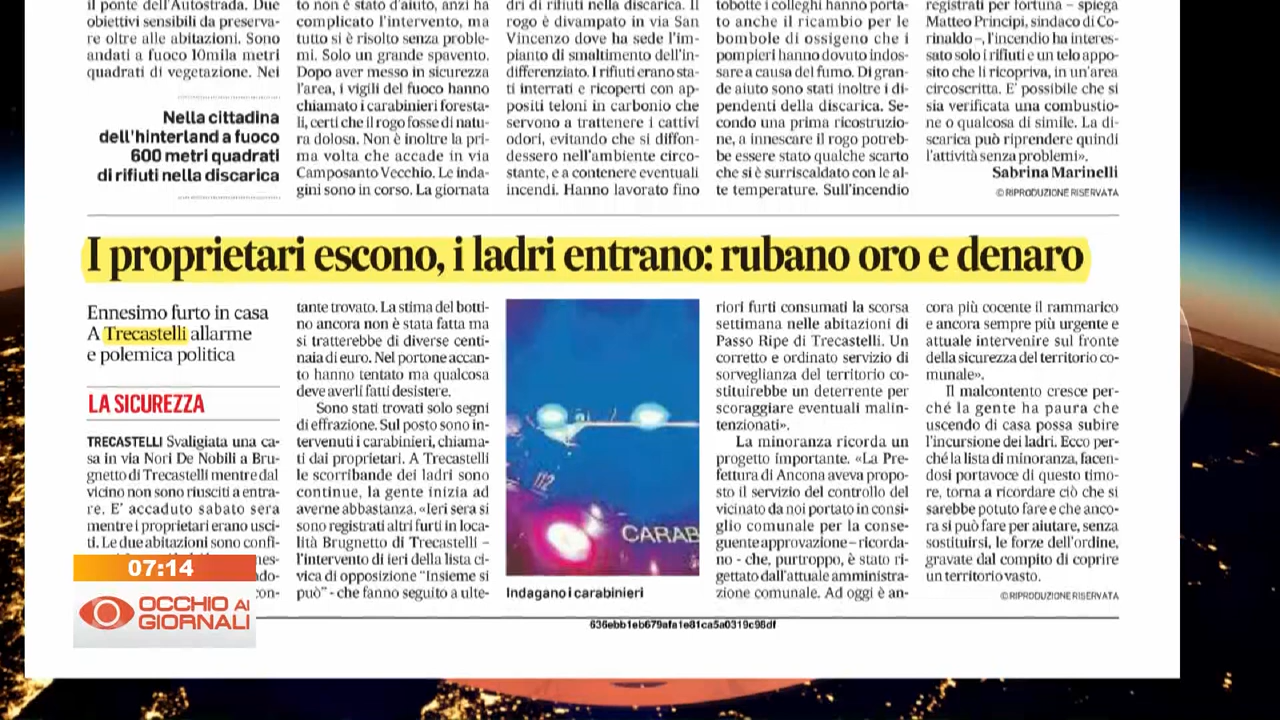 il ponte dell'Autostrada. Due
obiettivi sensibili da preserva-
re oltre alle abitazioni. Sono
andati a fuoco 10mila metri
quadrati di vegetazione. Nel
Nella cittadina
dell'hinterland a fuoco
600 metri quadrati
di rifiuti nella discarica
to non è stato d'aiuto, anzi ha
complicato l'intervento, ma
tutto si è risolto senza proble-
mi. Solo un grande spavento.
Dopo aver messo in sicurezza
l'area, i vigili del fuoco hanno
chiamato i carabinieri foresta-
li, certi che il rogo fosse di natu-
ra dolosa. Non è inoltre la pri-
ma volta che accade in via
Camposanto Vecchio. Le inda-
gini sono in corso. La giornata
dri di rifiuti nella discarica. Il
rogo è divampato in via San
Vincenzo dove ha sede l'im-
pianto di smaltimento dell'in-
differenziato. I rifiuti erano sta-
ti interrati e ricoperti con ap-
positi teloni in carbonio che
servono a trattenere i cattivi
odori, evitando che si diffon-
dessero nell'ambiente circo-
stante, e a contenere eventuali
incendi. Hanno lavorato fino
tobotte i colleghi hanno porta-
to anche il ricambio per le
bombole di ossigeno che i
pompieri hanno dovuto indos-
sare a causa del fumo. Di gran-
de aiuto sono stati inoltre i di-
pendenti della discarica. Se-
condo una prima ricostruzio-
ne, a innescare il rogo potreb-
be essere stato qualche scarto
che si è surriscaldato con le al-
te temperature. Sull'incendio
registrati per fortuna – spiega
Matteo Principi, sindaco di Co-
rinaldo –, l'incendio ha interes-
sato solo i rifiuti e un telo appo-
sito che li ricopriva, in un'area
circoscritta. E' possibile che si
sia verificata una combustio-
ne o qualcosa di simile. La di-
scarica può riprendere quindi
l'attività senza problemi».
Sabrina Marinelli
© RIPRODUZIONE RISERVATA
I proprietari escono, i ladri entrano: rubano oro e denaro
Ennesimo furto in casa
A Trecastelli allarme
e polemica politica
LA SICUREZZA
TRECASTELLI Svaligiata una ca-
sa in via Nori De Nobili a Bru-
gnetto di Trecastelli mentre dal
vicino non sono riusciti a entra-
re. E' accaduto sabato sera
mentre i proprietari erano usci-
ti. Le due abitazioni sono confi-
tante trovato. La stima del botti-
no ancora non è stata fatta ma
si tratterebbe di diverse centi-
naia di euro. Nel portone accan-
to hanno tentato ma qualcosa
deve averli fatti desistere.
Sono stati trovati solo segni
di effrazione. Sul posto sono in-
tervenuti i carabinieri, chiama-
ti dai proprietari. A Trecastelli
le scorribande dei ladri sono
continue, la gente inizia ad
averne abbastanza. «Ieri sera si
sono registrati altri furti in loca-
lità Brugnetto di Trecastelli –
l'intervento di ieri della lista ci-
vica di opposizione "Insieme si
può" - che fanno seguito a ulte-
112
CARAB
Indagano i carabinieri
riori furti consumati la scorsa
settimana nelle abitazioni di
Passo Ripe di Trecastelli. Un
corretto e ordinato servizio di
sorveglianza del territorio co-
stituirebbe un deterrente per
scoraggiare eventuali malin-
tenzionati».
La minoranza ricorda un
progetto importante. «La Pre-
fettura di Ancona aveva propo-
sto il servizio del controllo del
vicinato da noi portato in consi-
glio comunale per la conse-
guente approvazione – ricorda-
no - che, purtroppo, è stato ri-
gettato dall'attuale amministra-
zione comunale. Ad oggi è an-
cora più cocente il rammarico
e ancora sempre più urgente e
attuale intervenire sul fronte
della sicurezza del territorio co-
munale».
Il malcontento cresce per-
ché la gente ha paura che
uscendo di casa possa subire
l'incursione dei ladri. Ecco per-
ché la lista di minoranza, facen-
dosi portavoce di questo timo-
re, torna a ricordare ciò che si
sarebbe potuto fare e che anco-
ra si può fare per aiutare, senza
sostituirsi, le forze dell'ordine,
gravate dal compito di coprire
un territorio vasto.
© RIPRODUZIONE RISERVATA
07:14
OCCHIO AI
GIORNALI
636ebb1eb679afa1e81ca5a0319c98df